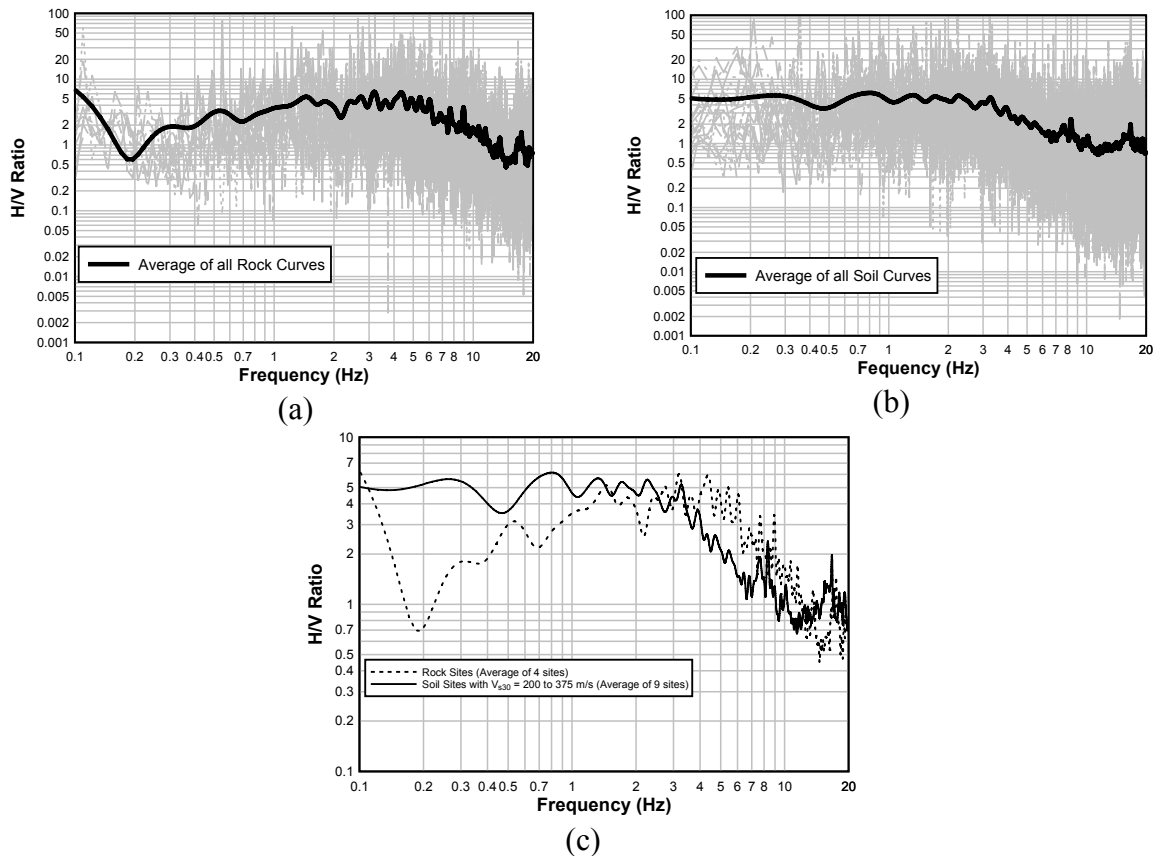 100
50
20
10
5
2
1
0.5
0.2
0.1
0.05
0.02
0.01
0.005
0.002
0.001
H/V Ratio
Average of all Rock Curves
0.1 0.2 0.3 0.4 0.5 0.7 1 2 3 4 5 6 7 8 10 20
Frequency (Hz)
(a)
100
50
20
10
5
2
1
0.5
0.2
0.1
0.05
0.02
0.01
0.005
0.002
0.001
H/V Ratio
Average of all Soil Curves
0.1 0.2 0.3 0.4 0.5 0.7 1 2 3 4 5 6 7 8 10 20
Fequency (Hz)
(b)
10
7
5
4
3
2
1
0.7
0.5
0.4
0.3
0.2
0.1
H/V Ratio
Rock Sites (Average of 4 sites)
Soil Sites with Vs30 = 200 to 375 m/s (Average of 9 sites)
0.1 0.2 0.3 0.4 0.5 0.7 1 2 3 4 5 6 7 8 10 20
Frequency (Hz)
(c)